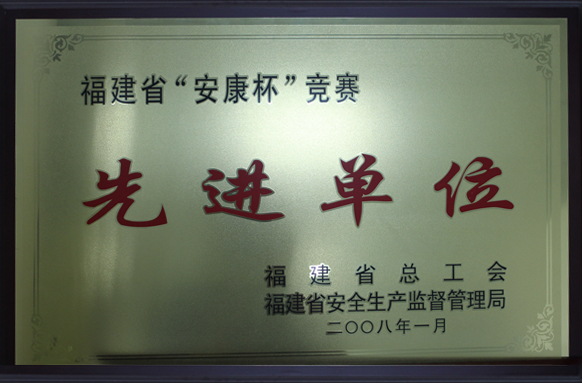 福建省“安康杯”竞赛
先进单位
福建省总工会
福建省安全生产监督管理局
二〇〇八年一月